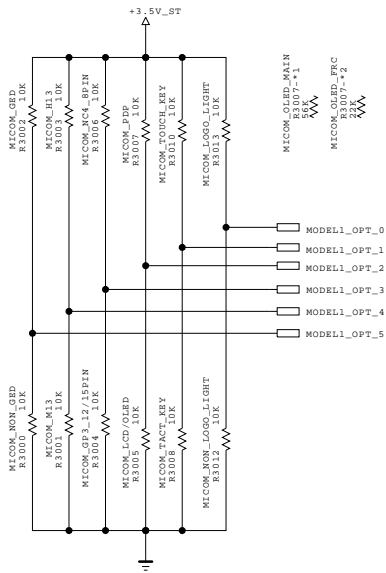 +3.5V_ST
MICOM_GED
R3002 10K
MICOM_H13
R3003 10K
MICOM_NC4_8PIN
R3006 10K
MICOM_PDP
R3007 10K
MICOM_TOUCH_KEY
R3010 10K
MICOM_LOGO_LIGHT
R3013 10K
MICOM_OLED_MAIN
R3007-*1
56K
MICOM_OLED_FRC
R3007-*2
22K
MODEL1_OPT_0
MODEL1_OPT_1
MODEL1_OPT_2
MODEL1_OPT_3
MODEL1_OPT_4
MODEL1_OPT_5
MICOM_NON_GED
R3000 10K
MICOM_M13
R3001 10K
MICOM_GP3_12/15PIN
R3004 10K
MICOM_LCD/OLED
R3005 10K
MICOM_TACT_KEY
R3008 10K
MICOM_NON_LOGO_LIGHT
R3012 10K